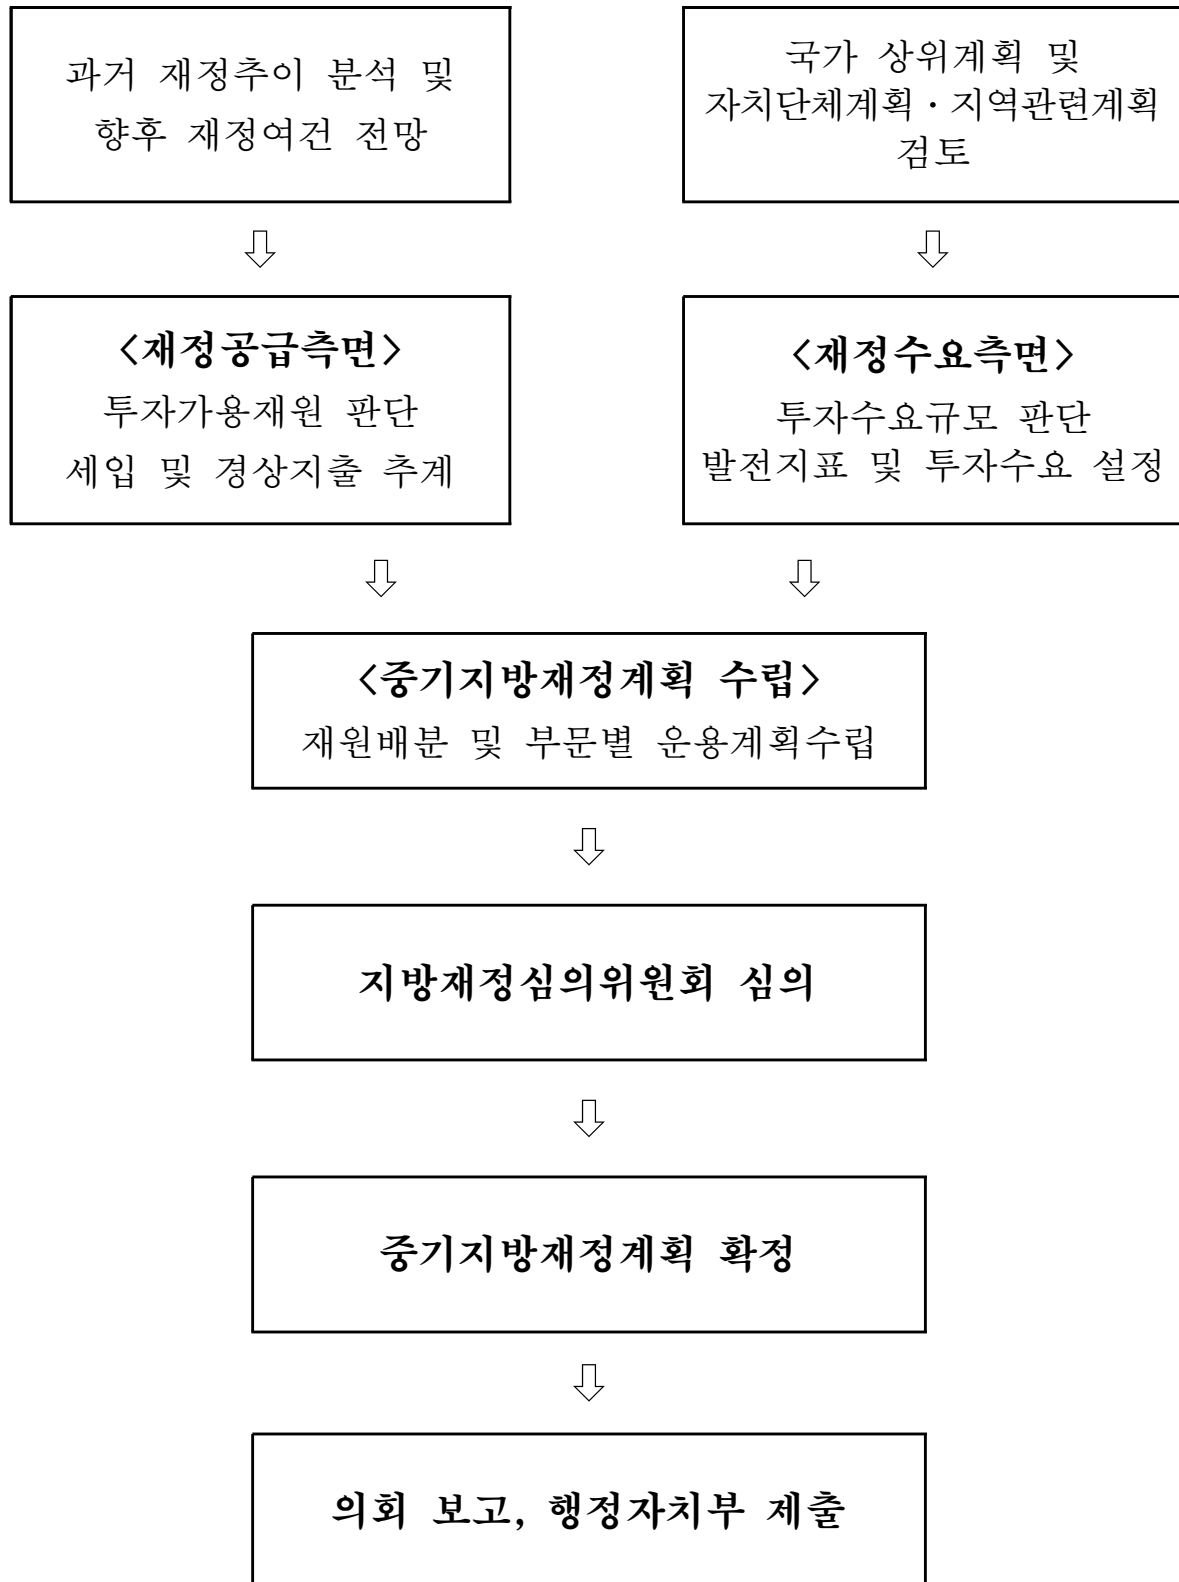 과거 재정추이 분석 및
향후 재정여건 전망
국가 상위계획 및
자치단체계획·지역관련계획
검토
⇩
⇩
<재정공급측면>
투자가용재원 판단
세입 및 경상지출 추계
<재정수요측면>
투자수요규모 판단
발전지표 및 투자수요 설정
⇩
⇩
<중기지방재정계획 수립>
재원배분 및 부문별 운용계획수립
⇩
지방재정심의위원회 심의
⇩
중기지방재정계획 확정
⇩
의회 보고, 행정자치부 제출